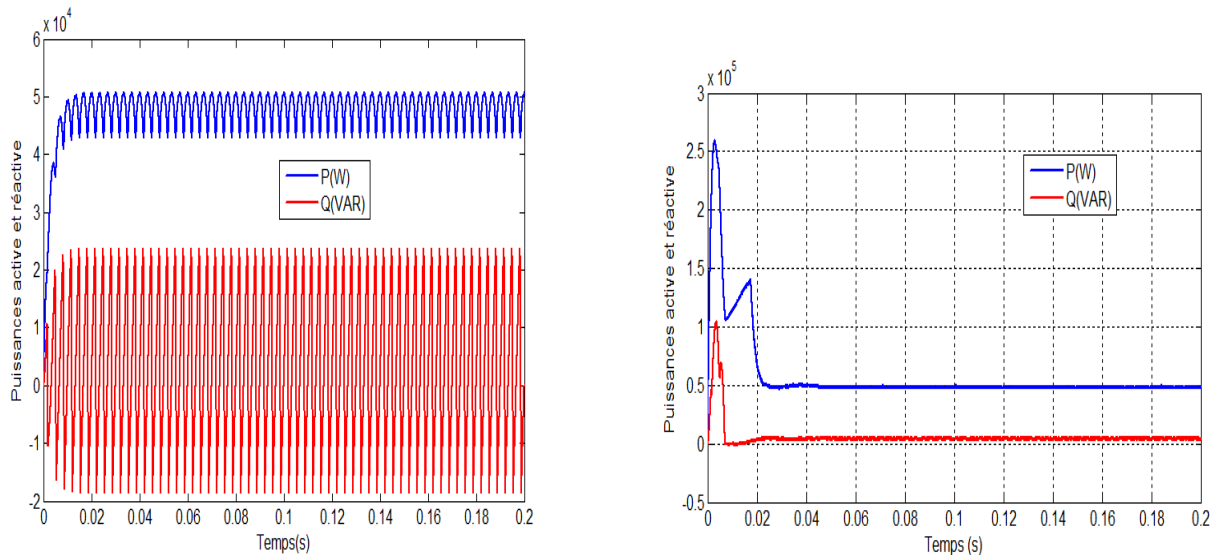 x 10^4
6
5
4
3
2
1
0
-1
-2
0 0.02 0.04 0.06 0.08 0.1 0.12 0.14 0.16 0.18 0.2
Temps(s)
Puissances active et réactive
P(W)
Q(VAR)
x 10^5
3
2.5
2
1.5
1
0.5
0
-0.5
0 0.02 0.04 0.06 0.08 0.1 0.12 0.14 0.16 0.18 0.2
Temps (s)
Puissances active et réactive
P(W)
Q(VAR)